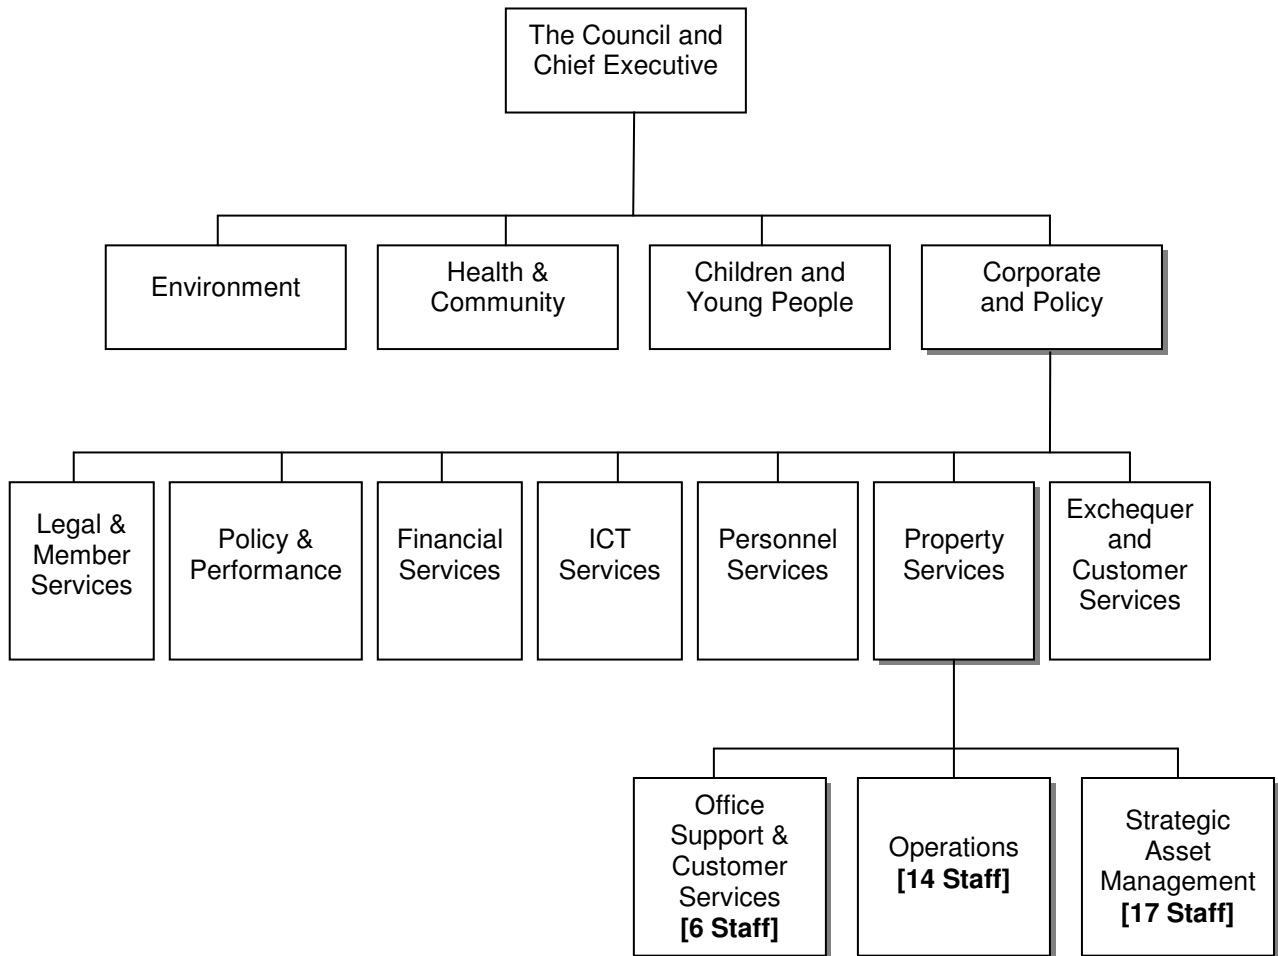 The Council and
Chief Executive
Environment
Health &
Community
Children and
Young People
Corporate
and Policy
Legal &
Member
Services
Policy &
Performance
Financial
Services
ICT
Services
Personnel
Services
Property
Services
Exchequer
and
Customer
Services
Office
Support &
Customer
Services
[6 Staff]
Operations
[14 Staff]
Strategic
Asset
Management
[17 Staff]